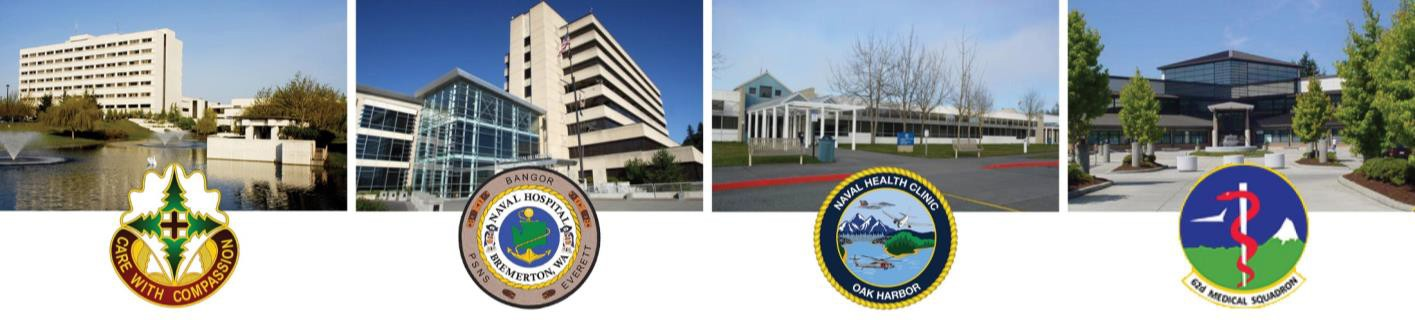 CARE WITH COMPASSION
BANGOR
NAVAL HOSPITAL
BREMERTON, WA
PSNS
EVERETT
NAVAL HEALTH CLINIC
OAK HARBOR
62d MEDICAL SQUADRON